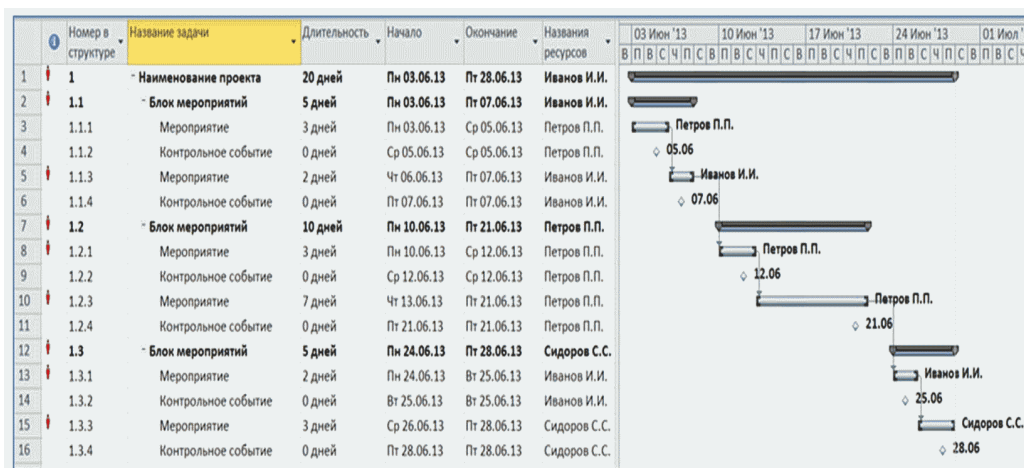 Номер в структуре Название задачи Длительность Начало Окончание Названия ресурсов 03 Июн '13 10 Июн '13 17 Июн '13 24 Июн '13 01 Июл '
В П В С Ч П С В П В С Ч П С В П В С Ч П С В П В С Ч П С В П В С Ч
1 1 - Наименование проекта 20 дней Пн 03.06.13 Пт 28.06.13 Иванов И.И.
2 1.1 - Блок мероприятий 5 дней Пн 03.06.13 Пт 07.06.13 Иванов И.И.
3 1.1.1 Мероприятие 3 дней Пн 03.06.13 Ср 05.06.13 Петров П.П. Петров П.П.
4 1.1.2 Контрольное событие 0 дней Ср 05.06.13 Ср 05.06.13 Петров П.П. 05.06
5 1.1.3 Мероприятие 2 дней Чт 06.06.13 Пт 07.06.13 Иванов И.И. Иванов И.И.
6 1.1.4 Контрольное событие 0 дней Пт 07.06.13 Пт 07.06.13 Иванов И.И. 07.06
7 1.2 - Блок мероприятий 10 дней Пн 10.06.13 Пт 21.06.13 Петров П.П.
8 1.2.1 Мероприятие 3 дней Пн 10.06.13 Ср 12.06.13 Петров П.П. Петров П.П.
9 1.2.2 Контрольное событие 0 дней Ср 12.06.13 Ср 12.06.13 Петров П.П. 12.06
10 1.2.3 Мероприятие 7 дней Чт 13.06.13 Пт 21.06.13 Петров П.П. Петров П.П.
11 1.2.4 Контрольное событие 0 дней Пт 21.06.13 Пт 21.06.13 Петров П.П. 21.06
12 1.3 - Блок мероприятий 5 дней Пн 24.06.13 Пт 28.06.13 Сидоров С.С.
13 1.3.1 Мероприятие 2 дней Пн 24.06.13 Вт 25.06.13 Иванов И.И. Иванов И.И.
14 1.3.2 Контрольное событие 0 дней Вт 25.06.13 Вт 25.06.13 Иванов И.И. 25.06
15 1.3.3 Мероприятие 3 дней Ср 26.06.13 Пт 28.06.13 Сидоров С.С. Сидоров С.С.
16 1.3.4 Контрольное событие 0 дней Пт 28.06.13 Пт 28.06.13 Сидоров С.С. 28.06